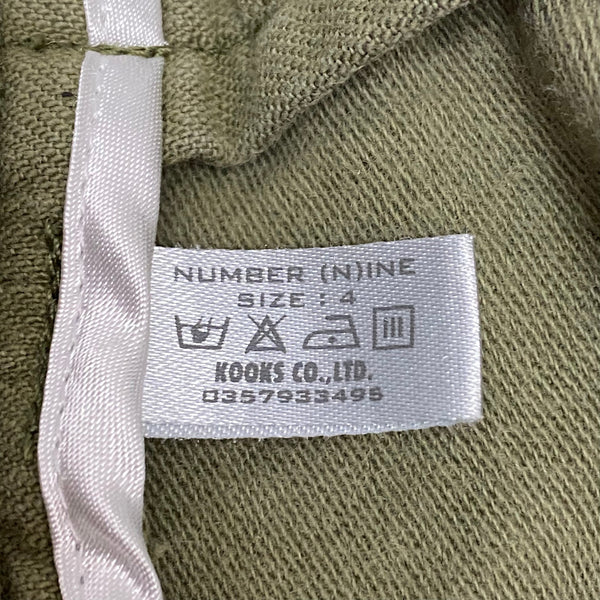 NUMBER (N)INE
SIZE : 4
KOOKS CO.,LTD.
0357933495